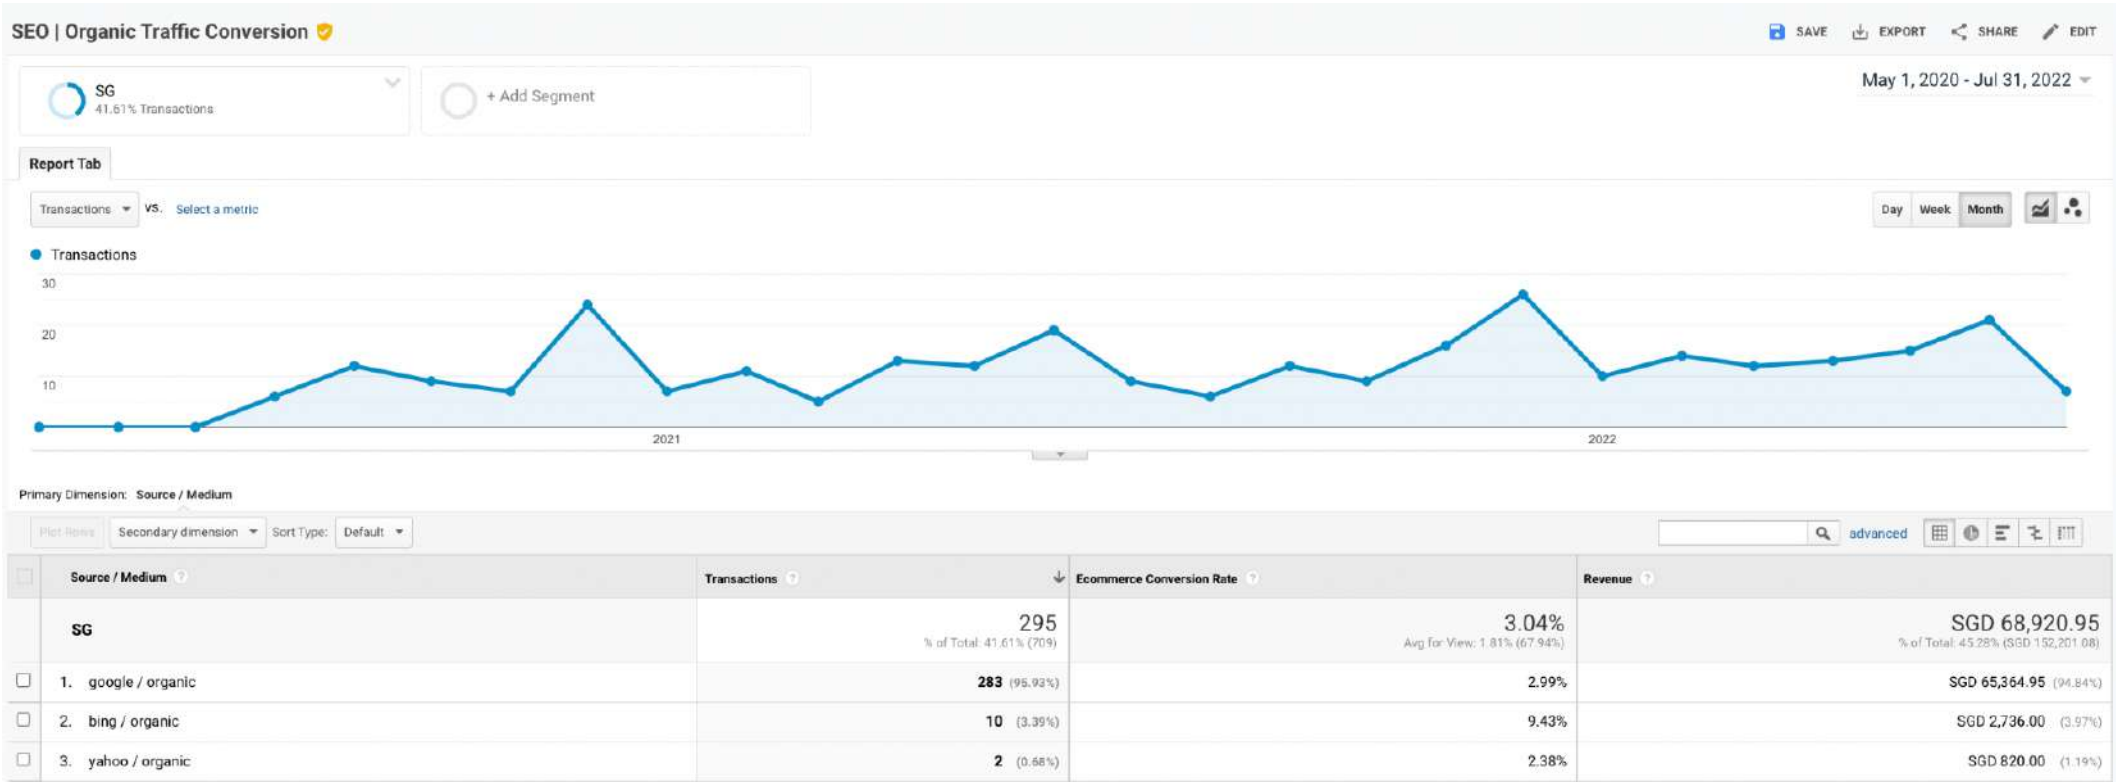 SEO | Organic Traffic Conversion
SAVE EXPORT SHARE EDIT
SG
41.61% Transactions
+ Add Segment
May 1, 2020 - Jul 31, 2022
Report Tab
Transactions VS. Select a metric
Day Week Month
Transactions
30
20
10
2021 2022
Primary Dimension: Source / Medium
Plot Rows Secondary dimension Sort Type: Default advanced
Source / Medium ? Transactions ? Ecommerce Conversion Rate ? Revenue ?
SG 295 3.04% SGD 68,920.95
% of Total: 41.61% (709) Avg for View: 1.81% (67.94%) % of Total: 45.28% (SGD 152,201.08)
1. google / organic 283 (95.93%) 2.99% SGD 65,364.95 (94.84%)
2. bing / organic 10 (3.39%) 9.43% SGD 2,736.00 (3.97%)
3. yahoo / organic 2 (0.68%) 2.38% SGD 820.00 (1.19%)